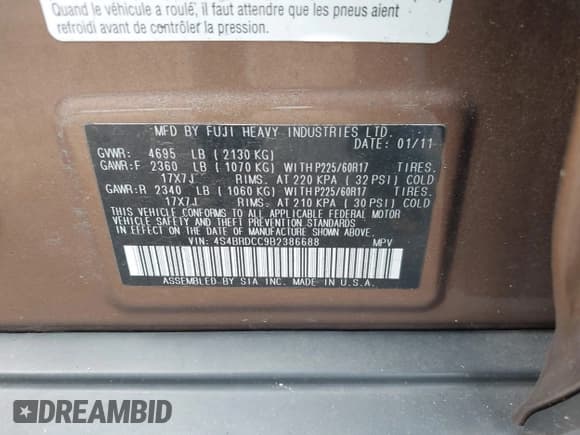 Quand le véhicule a roulé, il faut attendre que les pneus aient
refroidi avant de contrôler la pression.
MFD BY FUJI HEAVY INDUSTRIES LTD.
DATE: 01/11
GVWR: 4695 LB ( 2130 KG)
GAWR:F 2360 LB ( 1070 KG) WITH P225/60R17 TIRES.
17X7J RIMS. AT 220 KPA ( 32 PSI) COLD
GAWR:R 2340 LB ( 1060 KG) WITH P225/60R17 TIRES.
17X7J RIMS. AT 210 KPA ( 30 PSI) COLD
THIS VEHICLE CONFORMS TO ALL APPLICABLE FEDERAL MOTOR
VEHICLE SAFETY, BUMPER, AND THEFT PREVENTION STANDARDS
IN EFFECT ON THE DATE OF MANUFACTURE SHOWN ABOVE.
VIN: 4S4BRDCC9B2386688 MPV
ASSEMBLED BY SIA INC. MADE IN U.S.A.
DREAMBID